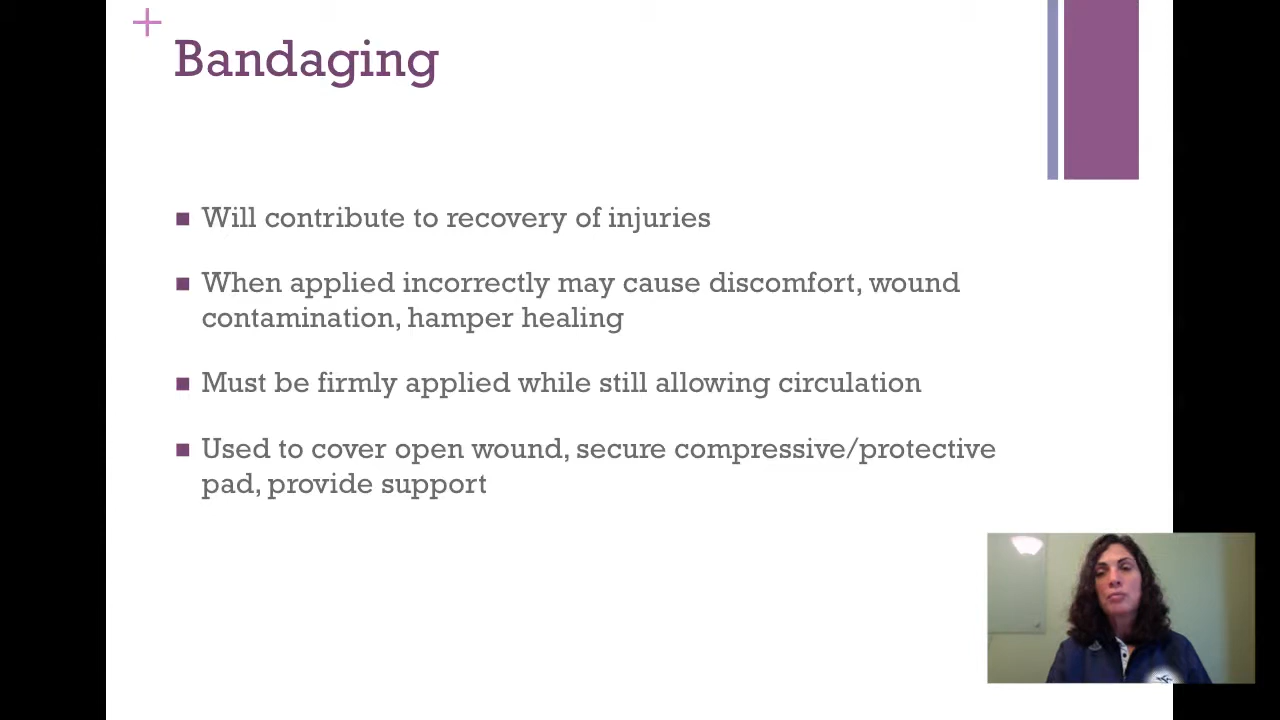 Bandaging
Will contribute to recovery of injuries
When applied incorrectly may cause discomfort, wound
contamination, hamper healing
Must be firmly applied while still allowing circulation
Used to cover open wound, secure compressive/protective
pad, provide support